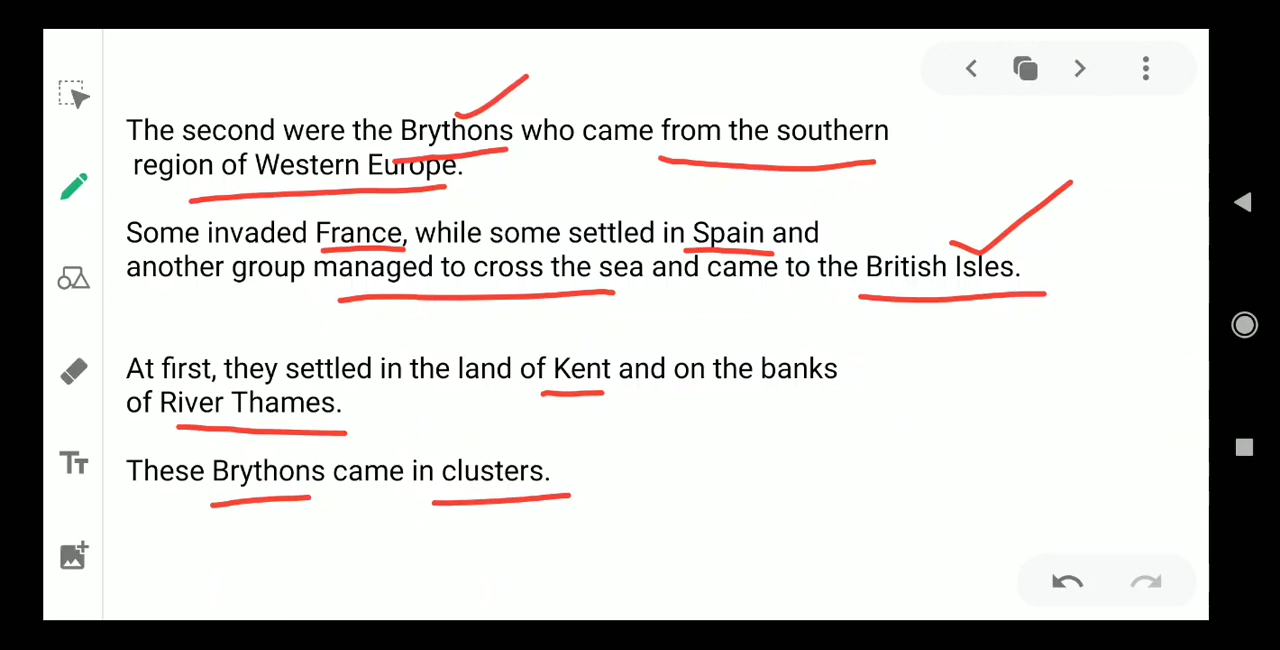 The second were the Brythons who came from the southern
region of Western Europe.
Some invaded France, while some settled in Spain and
another group managed to cross the sea and came to the British Isles.
At first, they settled in the land of Kent and on the banks
of River Thames.
These Brythons came in clusters.
Tт